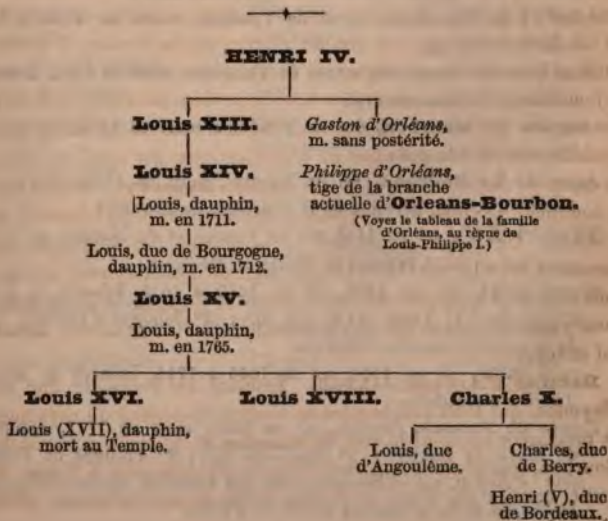 HENRI IV.
Louis XIII.
Gaston d'Orléans,
m. sans postérité.
Louis XIV.
Philippe d'Orléans,
tige de la branche
actuelle d'Orleans-Bourbon.
(Voyez le tableau de la famille
d'Orléans, au règne de
Louis-Philippe I.)
[Louis, dauphin,
m. en 1711.
Louis, duc de Bourgogne,
dauphin, m. en 1712.
Louis XV.
Louis, dauphin,
m. en 1765.
Louis XVI.
Louis XVIII.
Charles X.
Louis (XVII), dauphin,
mort au Temple.
Louis, duc
d'Angoulême.
Charles, duc
de Berry.
Henri (V), duc
de Bordeaux.